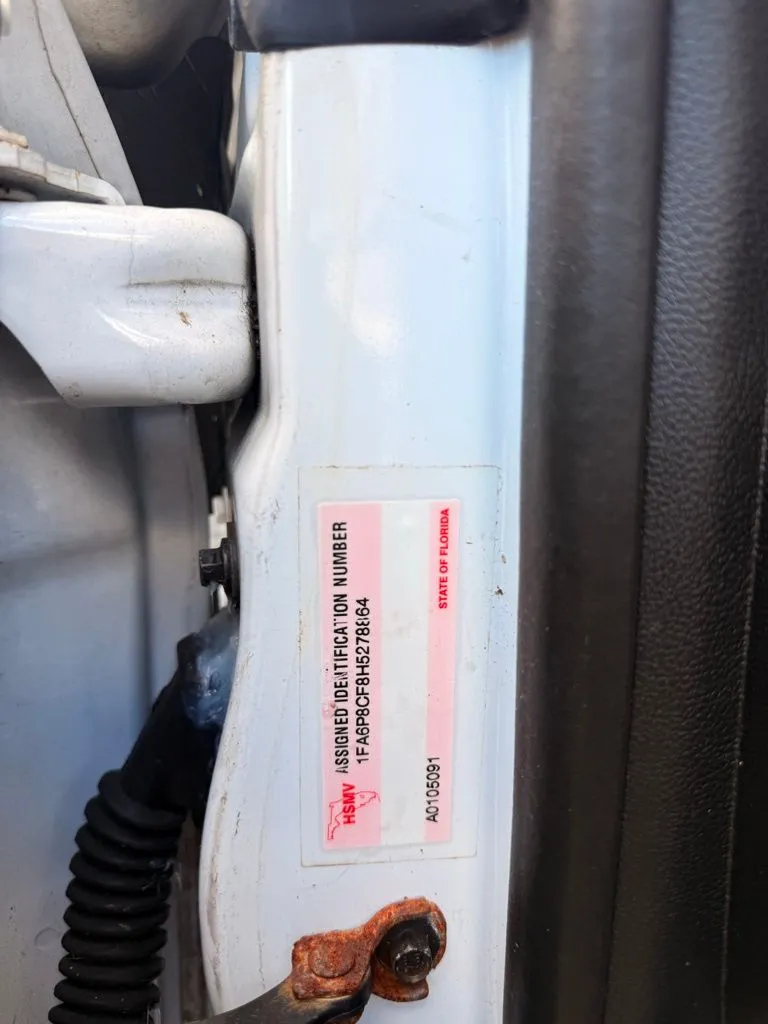 ASSIGNED IDENTIFICATION NUMBER
1FA6P8CF8H5278864
HSMV
A0105091
STATE OF FLORIDA